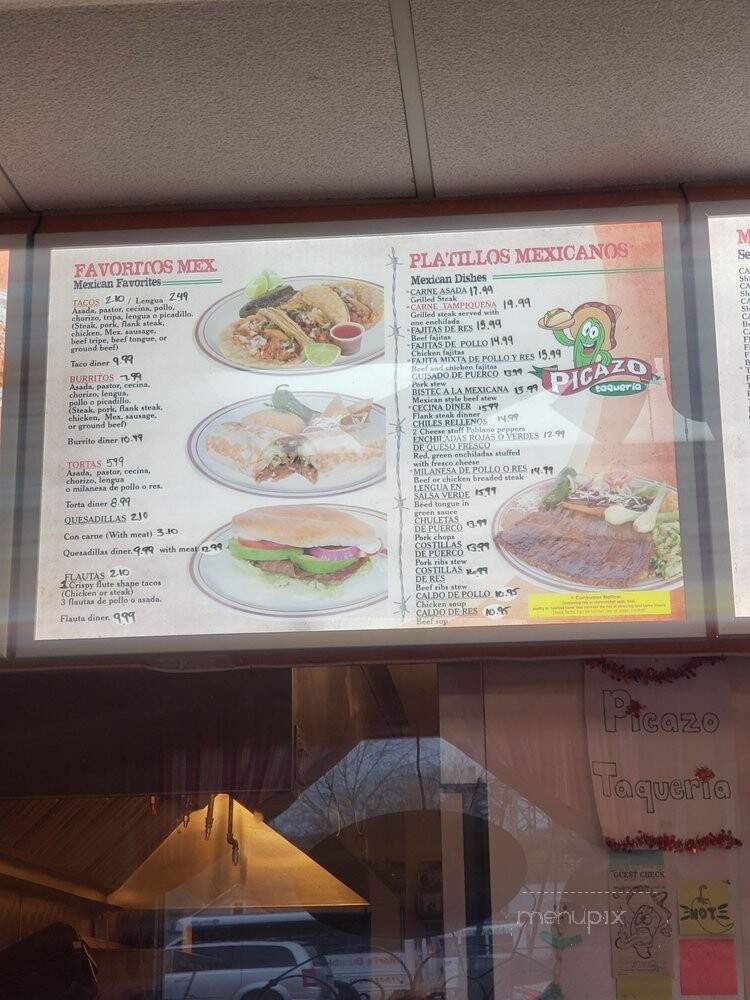 FAVORITOS MEX.
Mexican Favorites
TACOS 2.10 / Lengua 2.49
Asada, pastor, cecina, pollo,
chorizo, tripa, lengua o picadillo.
(Steak, pork, flank steak,
chicken, Mex. sausage,
beef tripe, beef tongue, or
ground beef)
Taco diner 9.99
BURRITOS 7.99
Asada, pastor, cecina,
chorizo, lengua,
pollo o picadillo.
(Steak, pork, flank steak,
chicken, Mex. sausage,
or ground beef)
Burrito diner 10.99
TORTAS 5.99
Asada, pastor, cecina,
chorizo, lengua
o milanesa de pollo o res.
Torta diner 8.99
QUESADILLAS 2.10
Con carne (With meat) 3.10
Quesadillas diner. 9.99 with meat 12.99
FLAUTAS 2.10
1 Crispy flute shape tacos
(Chicken or steak)
3 flautas de pollo o asada.
Flauta diner. 9.99
PLATILLOS MEXICANOS
Mexican Dishes
*CARNE ASADA 17.99
Grilled Steak
*CARNE TAMPIQUEÑA 19.99
Grilled steak served with
one enchilada
*FAJITAS DE RES 15.99
Beef fajitas
*FAJITAS DE POLLO 14.99
Chicken fajitas
*FAJITA MIXTA DE POLLO Y RES 15.99
Beef and chicken fajitas
GUISADO DE PUERCO 13.99
Pork stew
BISTEC A LA MEXICANA 13.99
Mexican style beef stew
*CECINA DINER 15.99
Flank steak dinner
CHILES RELLENOS 14.99
2 Cheese stuff Poblano peppers
ENCHILADAS ROJAS O VERDES 12.99
DE QUESO FRESCO
Red, green enchiladas stuffed
with fresco cheese
*MILANESA DE POLLO O RES 14.99
Beef or chicken breaded steak
LENGUA EN
SALSA VERDE 15.99
Beed tongue in
green sauce
CHULETAS
DE PUERCO 13.99
Pork chops
COSTILLAS
DE PUERCO 13.99
Pork ribs stew
COSTILLAS
DE RES
Beef ribs stew
CALDO DE POLLO 10.95
Chicken soup
CALDO DE RES 10.95
Beef sop
PICAZO
taquería
Picazo
Taqueria
GUEST CHECK
menupix